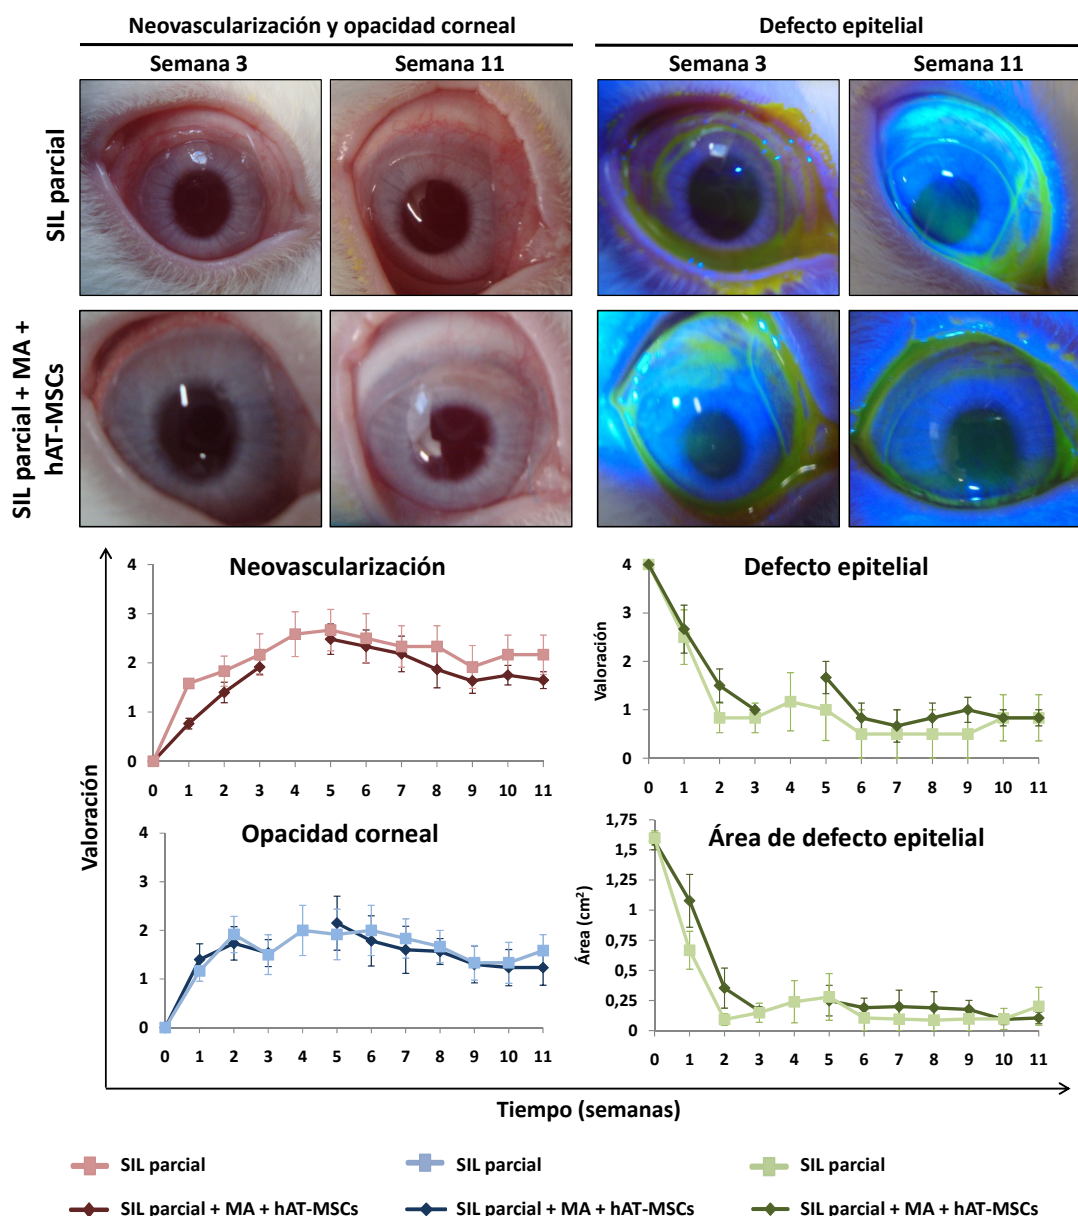 Neovascularización y opacidad corneal
Defecto epitelial
Semana 3
Semana 11
Semana 3
Semana 11
SIL parcial
SIL parcial + MA +
hAT-MSCs
Neovascularización
4
3
2
1
0
0 1 2 3 4 5 6 7 8 9 10 11
Defecto epitelial
Valoración
4
3
2
1
0
0 1 2 3 4 5 6 7 8 9 10 11
Valoración
Opacidad corneal
4
3
2
1
0
0 1 2 3 4 5 6 7 8 9 10 11
Área de defecto epitelial
Área (cm²)
1,75
1,5
1,25
1
0,75
0,5
0,25
0
0 1 2 3 4 5 6 7 8 9 10 11
Tiempo (semanas)
SIL parcial
SIL parcial
SIL parcial
SIL parcial + MA + hAT-MSCs
SIL parcial + MA + hAT-MSCs
SIL parcial + MA + hAT-MSCs